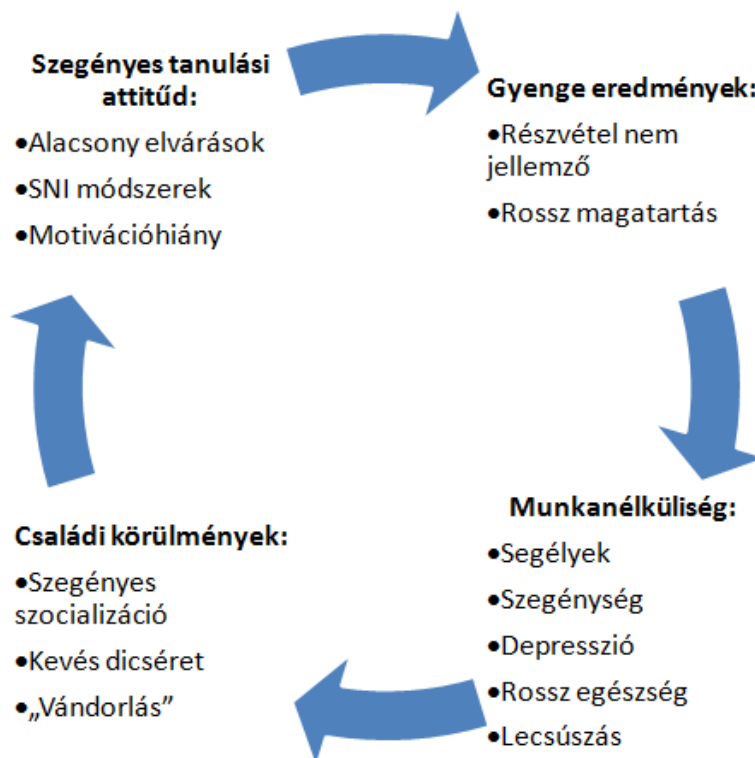 Szegényes tanulási
attitűd:
•Alacsony elvárások
•SNI módszerek
•Motivációhiány
Gyenge eredmények:
•Részvétel nem
jellemző
•Rossz magatartás
Munkanélküliség:
•Segélyek
•Szegénység
•Depresszió
•Rossz egészség
•Lecsúszás
Családi körülmények:
•Szegényes
szocializáció
•Kevés dicséret
•„Vándorlás”